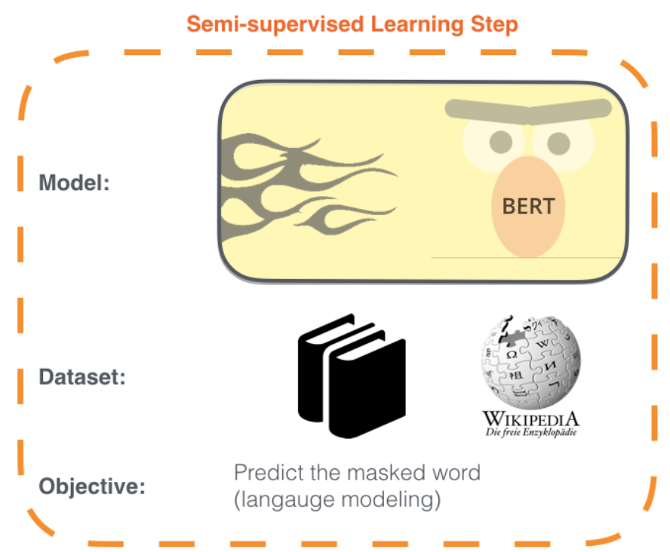 Semi-supervised Learning Step
Model:
BERT
Dataset:
WIKIPEDIA
Die freie Enzyklopädie
Objective:
Predict the masked word
(langauge modeling)